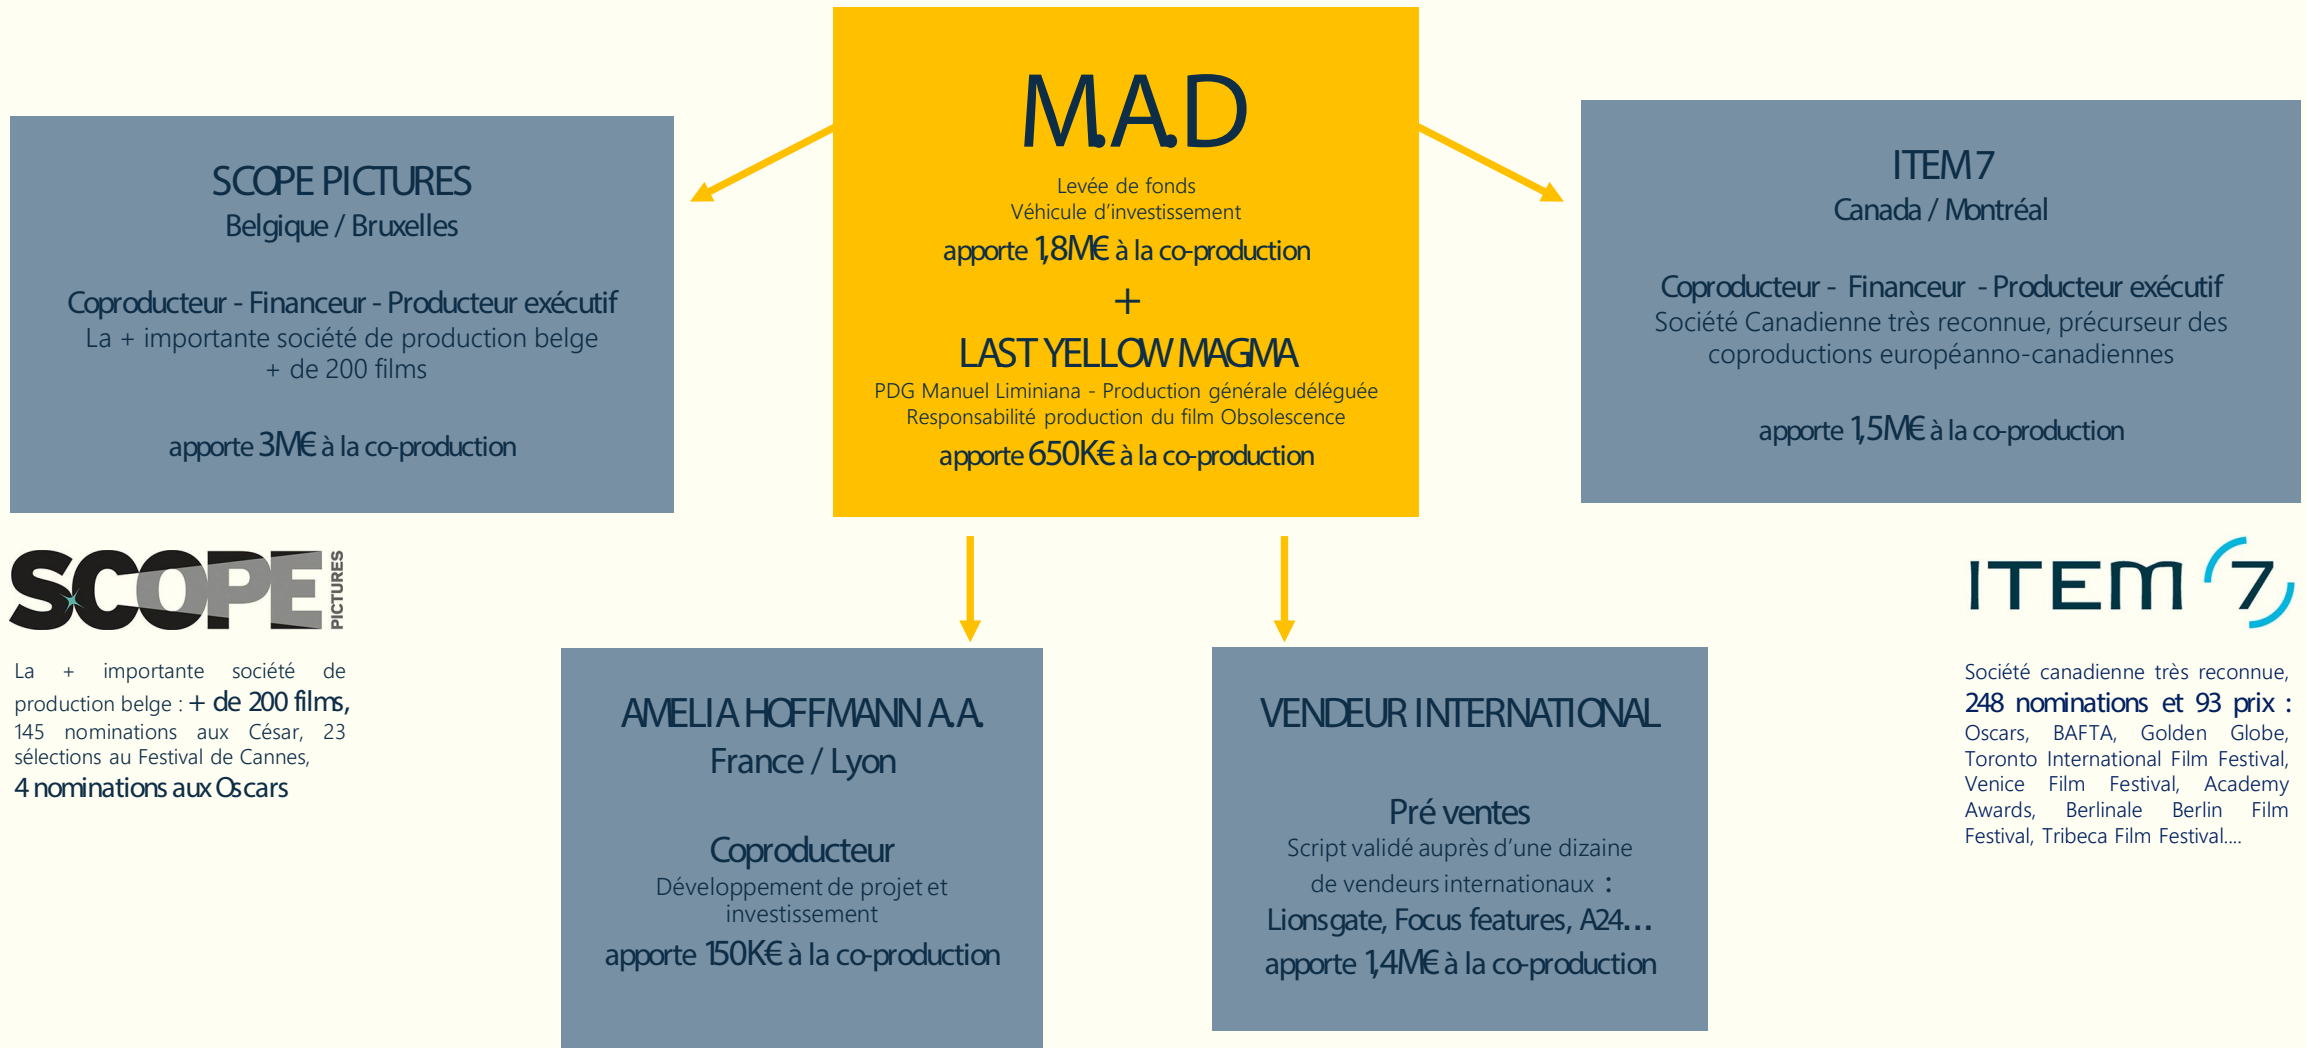 M.A.D
Levée de fonds
Véhicule d'investissement
apporte 1,8M€ à la co-production
+
LAST YELLOW MAGMA
PDG Manuel Liminiana - Production générale déléguée
Responsabilité production du film Obsolescence
apporte 650K€ à la co-production
SCOPE PICTURES
Belgique / Bruxelles
Coproducteur - Financeur - Producteur exécutif
La + importante société de production belge
+ de 200 films
apporte 3M€ à la co-production
ITEM 7
Canada / Montréal
Coproducteur - Financeur - Producteur exécutif
Société Canadienne très reconnue, précurseur des
coproductions européanno-canadiennes
apporte 1,5M€ à la co-production
SCOPE PICTURES
La + importante société de
production belge : + de 200 films,
145 nominations aux César, 23
sélections au Festival de Cannes,
4 nominations aux Oscars
AMELIA HOFFMANN A.A.
France / Lyon
Coproducteur
Développement de projet et
investissement
apporte 150K€ à la co-production
VENDEUR INTERNATIONAL
Pré ventes
Script validé auprès d'une dizaine
de vendeurs internationaux :
Lionsgate, Focus features, A24…
apporte 1,4M€ à la co-production
ITEM 7
Société canadienne très reconnue,
248 nominations et 93 prix :
Oscars, BAFTA, Golden Globe,
Toronto International Film Festival,
Venice Film Festival, Academy
Awards, Berlinale Berlin Film
Festival, Tribeca Film Festival....